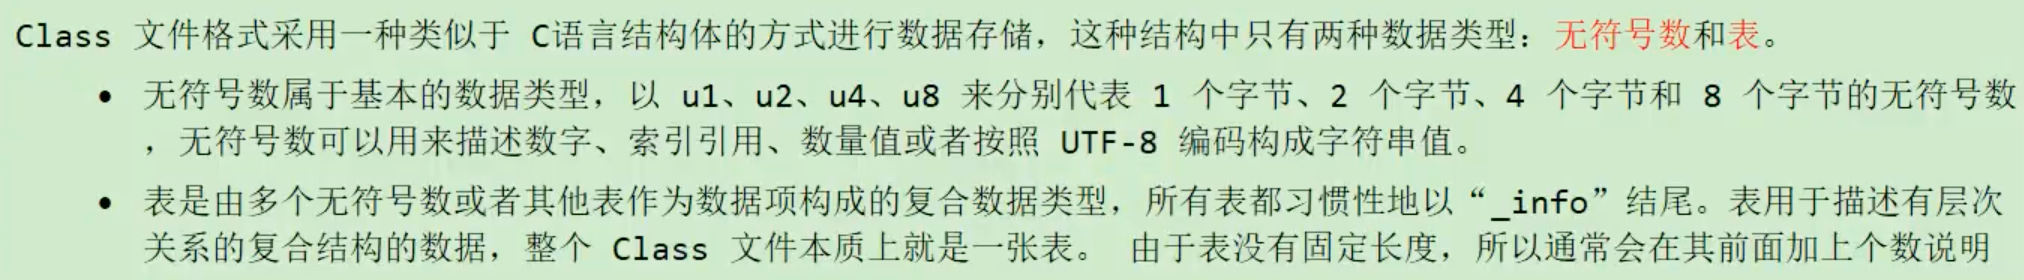 Class 文件格式采用一种类似于 C语言结构体的方式进行数据存储，这种结构中只有两种数据类型：无符号数和表。
• 无符号数属于基本的数据类型，以 u1、u2、u4、u8 来分别代表 1 个字节、2 个字节、4 个字节和 8 个字节的无符号数
，无符号数可以用来描述数字、索引引用、数量值或者按照 UTF-8 编码构成字符串值。
• 表是由多个无符号数或者其他表作为数据项构成的复合数据类型，所有表都习惯性地以“_info”结尾。表用于描述有层次
关系的复合结构的数据，整个 Class 文件本质上就是一张表。 由于表没有固定长度，所以通常会在其前面加上个数说明